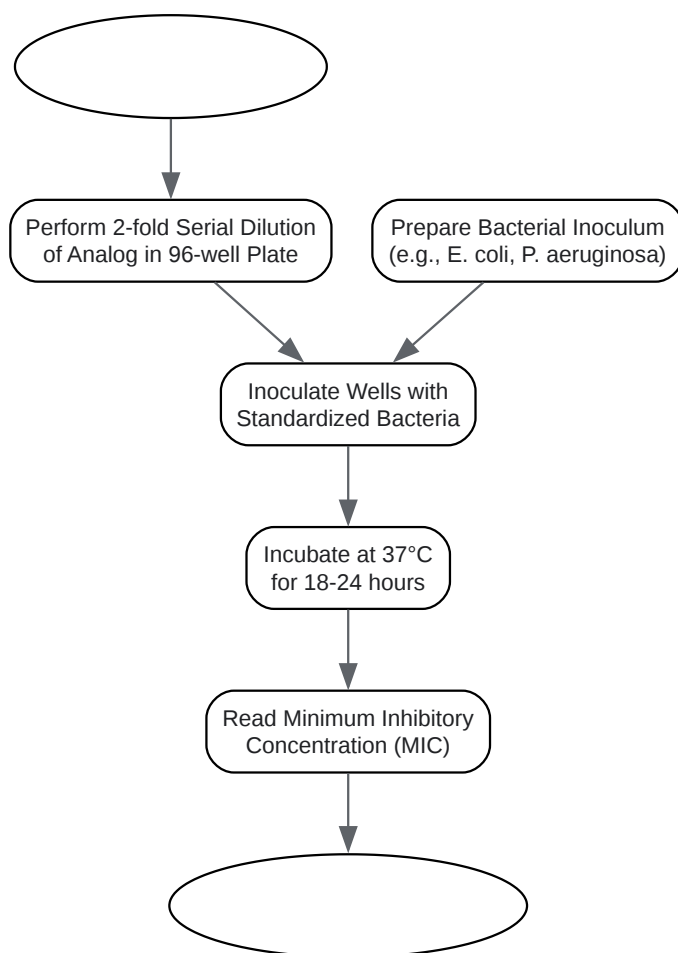 Perform 2-fold Serial Dilution
of Analog in 96-well Plate
Prepare Bacterial Inoculum
(e.g., E. coli, P. aeruginosa)
Inoculate Wells with
Standardized Bacteria
Incubate at 37°C
for 18-24 hours
Read Minimum Inhibitory
Concentration (MIC)